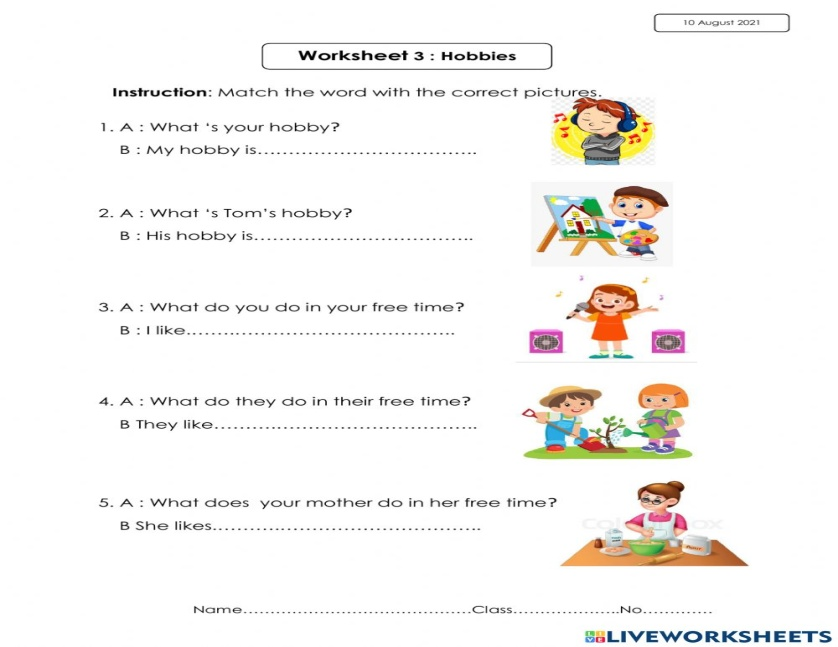 10 August 2021
Worksheet 3 : Hobbies
Instruction: Match the word with the correct pictures.
1. A : What ‘s your hobby?
B : My hobby is..................................
2. A : What ‘s Tom’s hobby?
B : His hobby is..................................
3. A : What do you do in your free time?
B : I like..........................................
4. A : What do they do in their free time?
B They like.........................................
5. A : What does  your mother do in her free time?
B She likes..........................................
Name.........................................Class...................No.............
LIVEWORKSHEETS